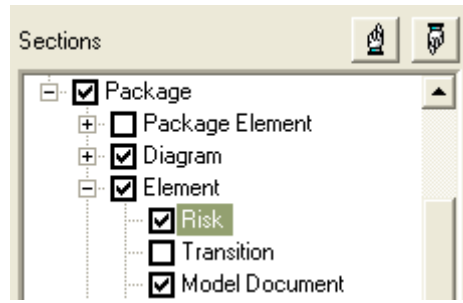 Sections
Package
Package Element
Diagram
Element
Risk
Transition
Model Document